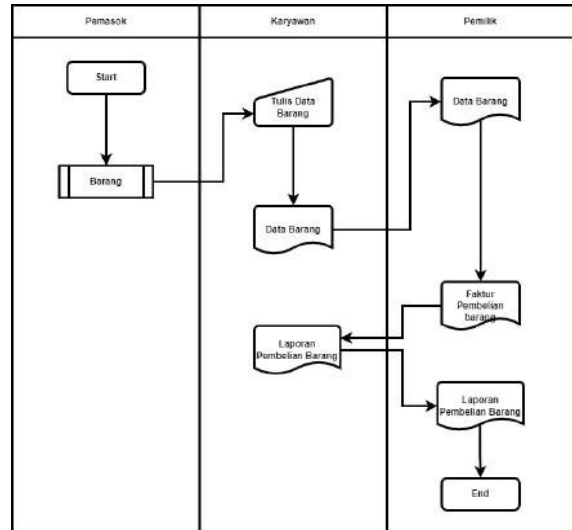 Pemasok
Karyawan
Pemilik
Start
Tulis Data
Barang
Data Barang
Barang
Data Barang
Faktur
Pembelian
barang
Laporan
Pembelian Barang
Laporan
Pembelian Barang
End